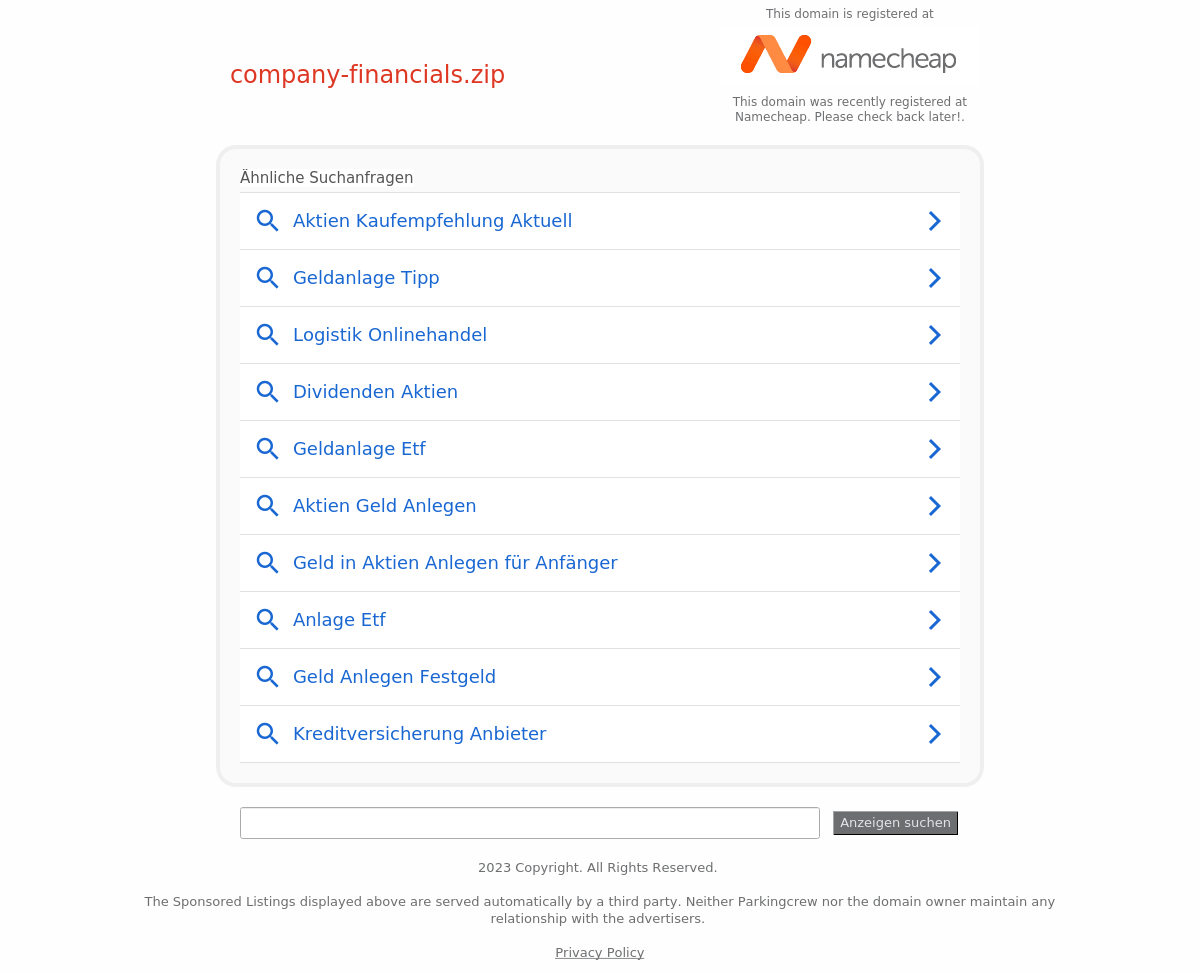 This domain is registered at
namecheap
company-financials.zip
This domain was recently registered at
Namecheap. Please check back later!.
Ähnliche Suchanfragen
Aktien Kaufempfehlung Aktuell
Geldanlage Tipp
Logistik Onlinehandel
Dividenden Aktien
Geldanlage Etf
Aktien Geld Anlegen
Geld in Aktien Anlegen für Anfänger
Anlage Etf
Geld Anlegen Festgeld
Kreditversicherung Anbieter
Anzeigen suchen
2023 Copyright. All Rights Reserved.
The Sponsored Listings displayed above are served automatically by a third party. Neither Parkingcrew nor the domain owner maintain any
relationship with the advertisers.
Privacy Policy